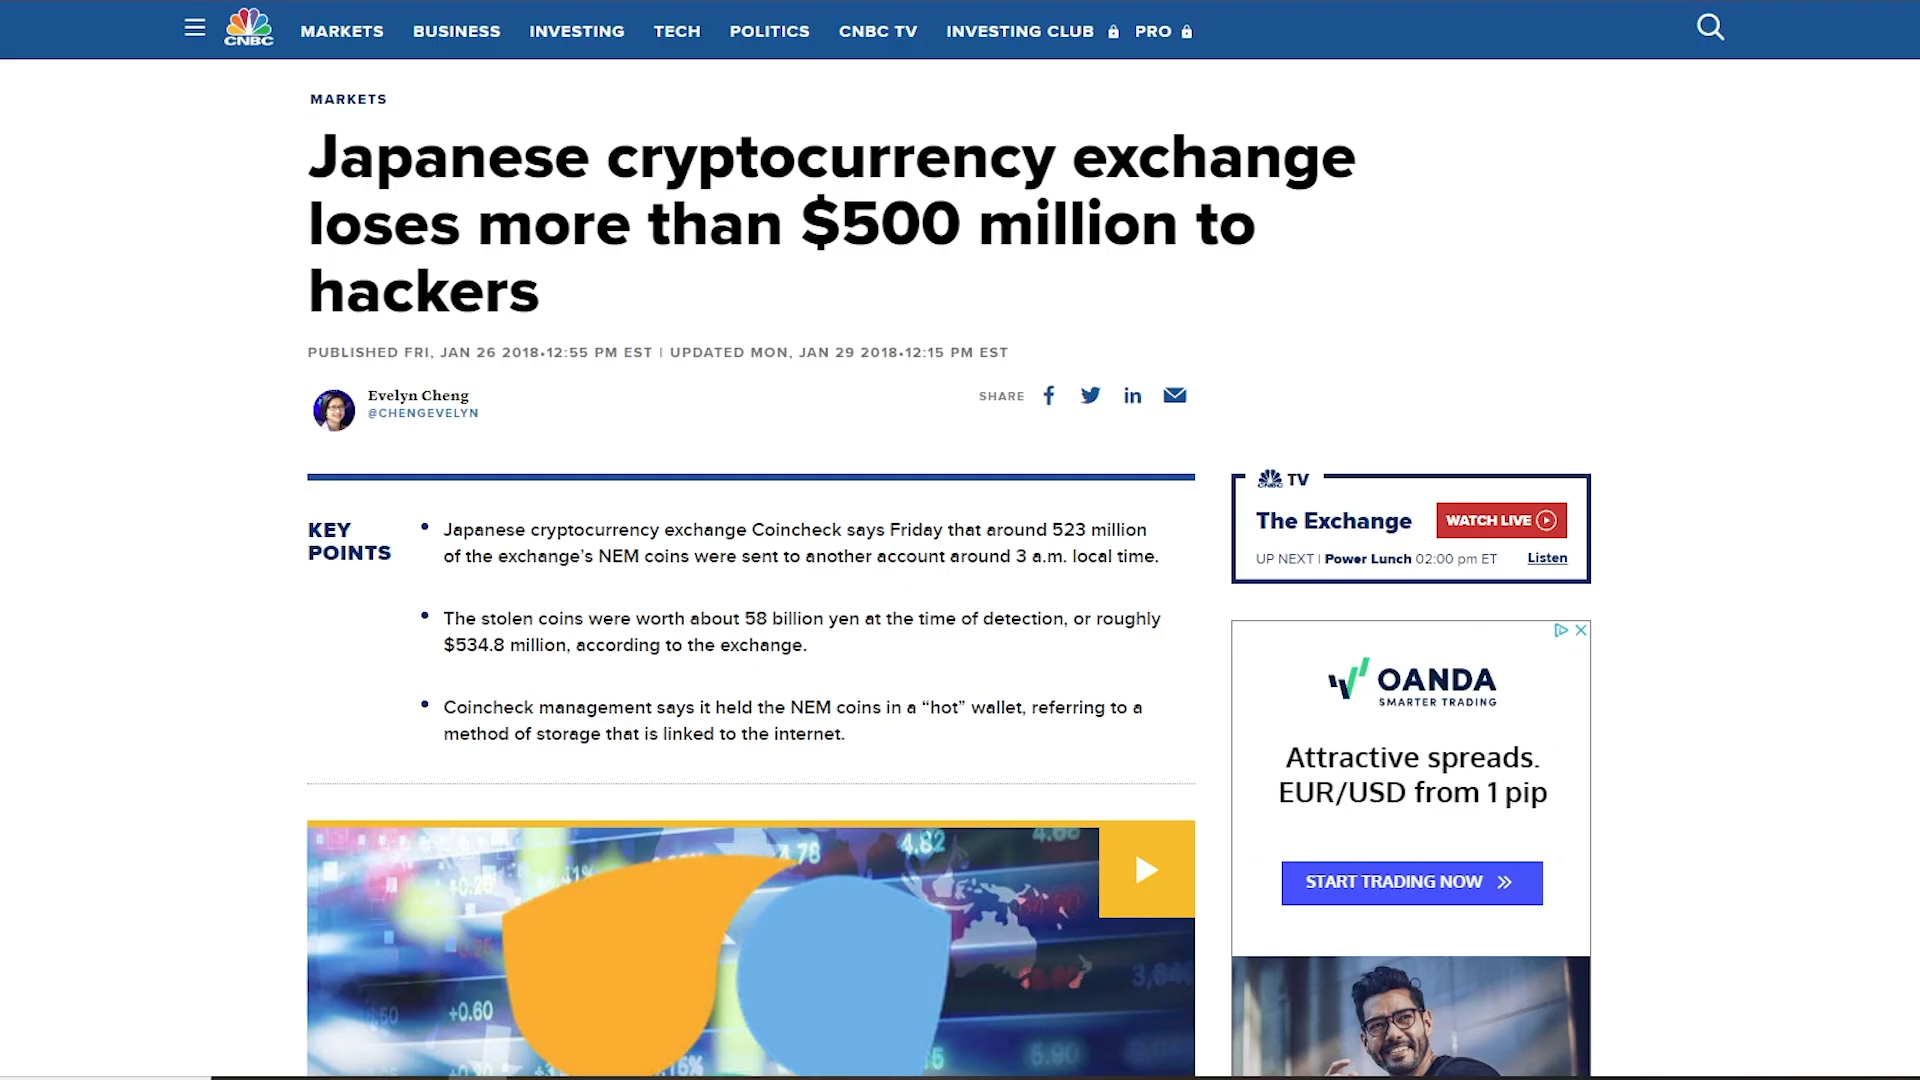 CNBC
MARKETS BUSINESS INVESTING TECH POLITICS CNBC TV INVESTING CLUB PRO
MARKETS
Japanese cryptocurrency exchange
loses more than $500 million to
hackers
PUBLISHED FRI, JAN 26 2018•12:55 PM EST | UPDATED MON, JAN 29 2018•12:15 PM EST
Evelyn Cheng
@CHENGEVELYN
SHARE
KEY
POINTS
Japanese cryptocurrency exchange Coincheck says Friday that around 523 million
of the exchange’s NEM coins were sent to another account around 3 a.m. local time.
The stolen coins were worth about 58 billion yen at the time of detection, or roughly
$534.8 million, according to the exchange.
Coincheck management says it held the NEM coins in a “hot” wallet, referring to a
method of storage that is linked to the internet.
CNBC TV
The Exchange WATCH LIVE
UP NEXT | Power Lunch 02:00 pm ET Listen
OANDA
SMARTER TRADING
Attractive spreads.
EUR/USD from 1 pip
START TRADING NOW
4.82
+0.60